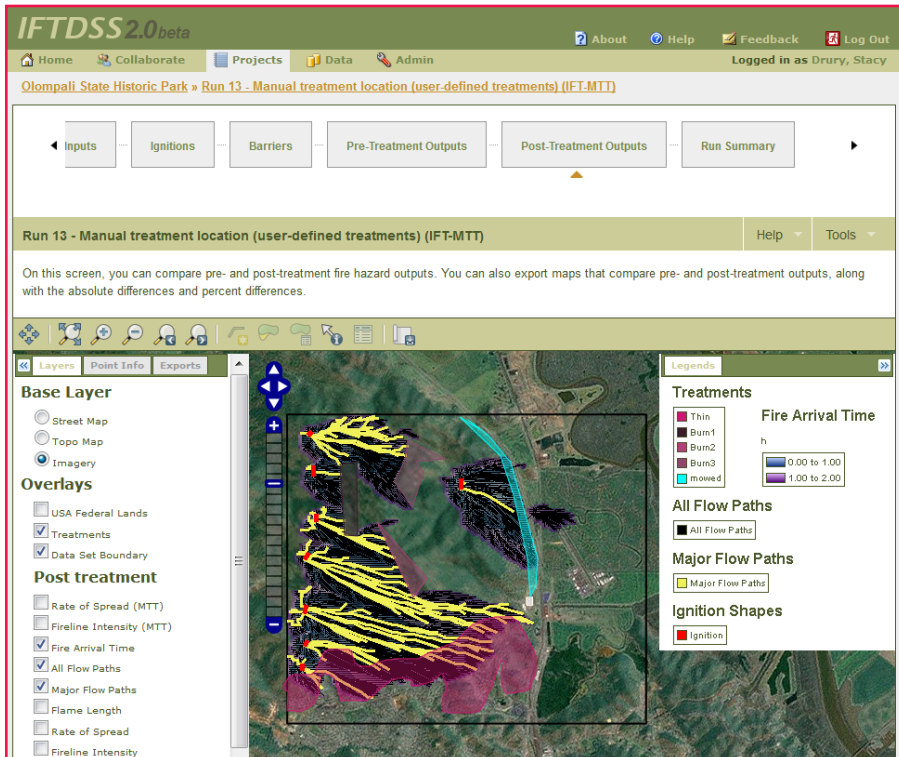 IFTDSS 2.0 beta
About Help Feedback Log Out
Home Collaborate Projects Data Admin Logged in as Drury, Stacy
Olompali State Historic Park » Run 13 - Manual treatment location (user-defined treatments) (IFT-MTT)
Inputs Ignitions Barriers Pre-Treatment Outputs Post-Treatment Outputs Run Summary
Run 13 - Manual treatment location (user-defined treatments) (IFT-MTT) Help Tools
On this screen, you can compare pre- and post-treatment fire hazard outputs. You can also export maps that compare pre- and post-treatment outputs, along
with the absolute differences and percent differences.
Layers Point Info Exports
Base Layer
Street Map
Topo Map
Imagery
Overlays
USA Federal Lands
Treatments
Data Set Boundary
Post treatment
Rate of Spread (MTT)
Fireline Intensity (MTT)
Fire Arrival Time
All Flow Paths
Major Flow Paths
Flame Length
Rate of Spread
Fireline Intensity
Legends
Treatments
Thin
Burn1
Burn2
Burn3
mowed
Fire Arrival Time
h
0.00 to 1.00
1.00 to 2.00
All Flow Paths
All Flow Paths
Major Flow Paths
Major Flow Paths
Ignition Shapes
Ignition